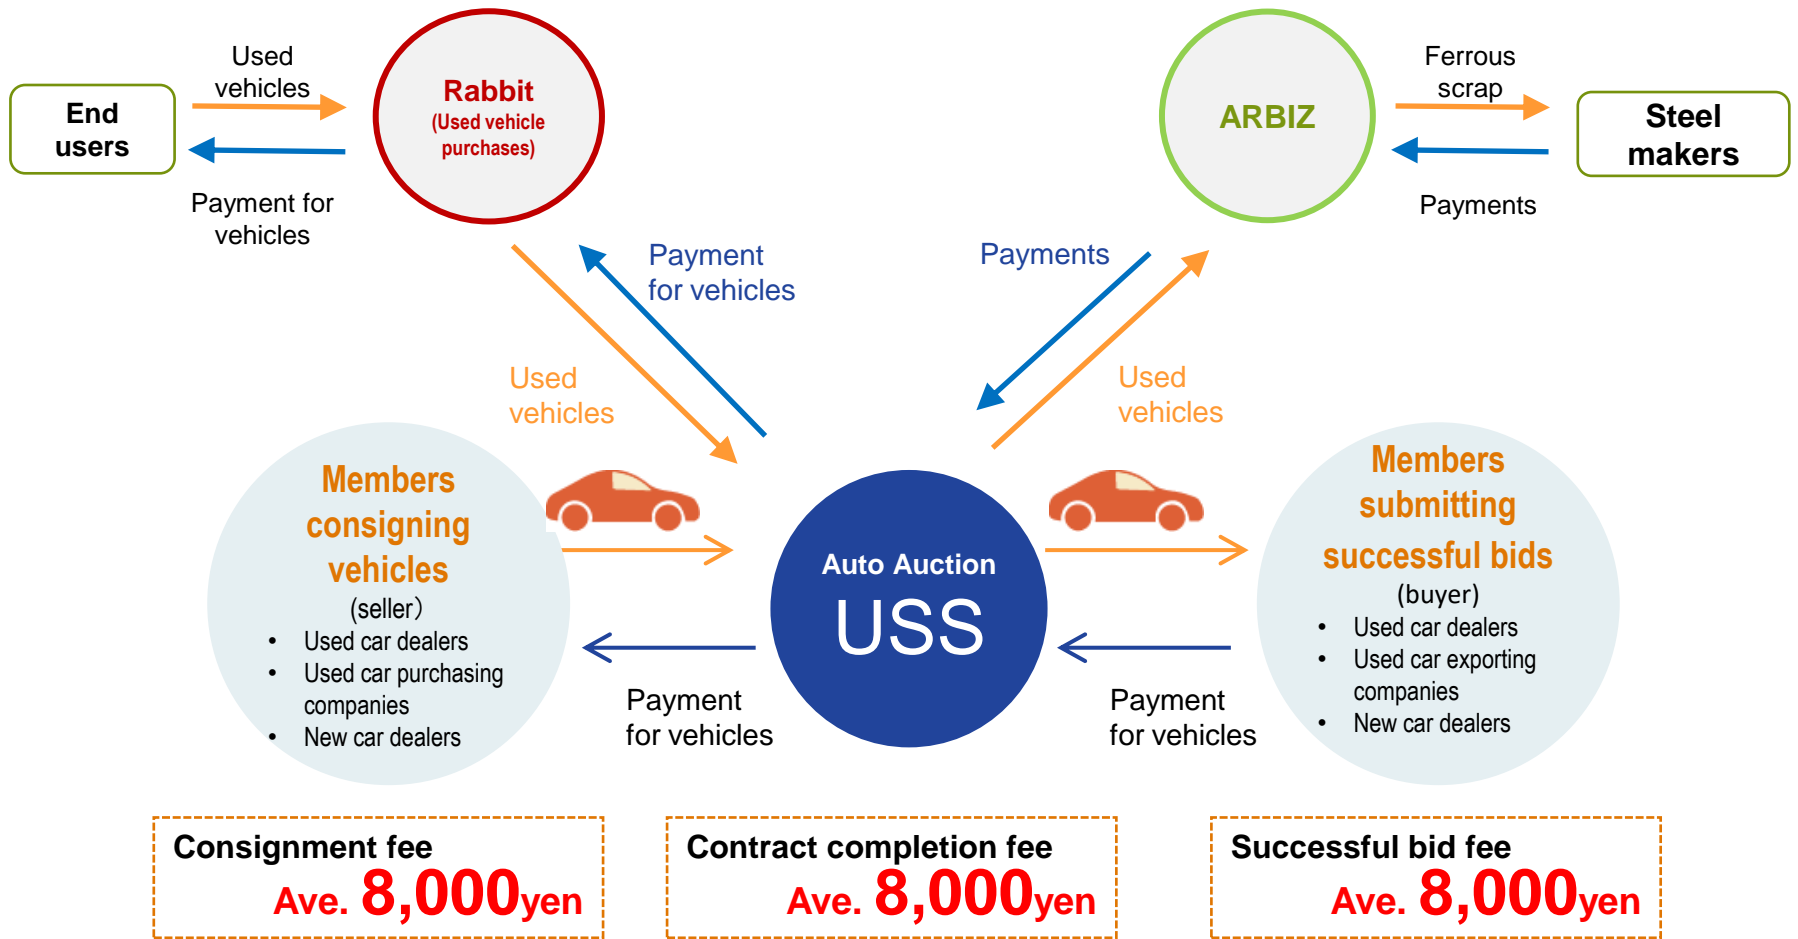 Used
vehicles
End
users
Payment for
vehicles
Rabbit
(Used vehicle
purchases)
ARBIZ
Ferrous
scrap
Steel
makers
Payments
Payment
for vehicles
Payments
Used
vehicles
Used
vehicles
Members
consigning
vehicles
(seller）
• Used car dealers
• Used car purchasing
companies
• New car dealers
Auto Auction
USS
Payment
for vehicles
Payment
for vehicles
Members
submitting
successful bids
(buyer)
• Used car dealers
• Used car exporting
companies
• New car dealers
Consignment fee
Ave. 8,000yen
Contract completion fee
Ave. 8,000yen
Successful bid fee
Ave. 8,000yen